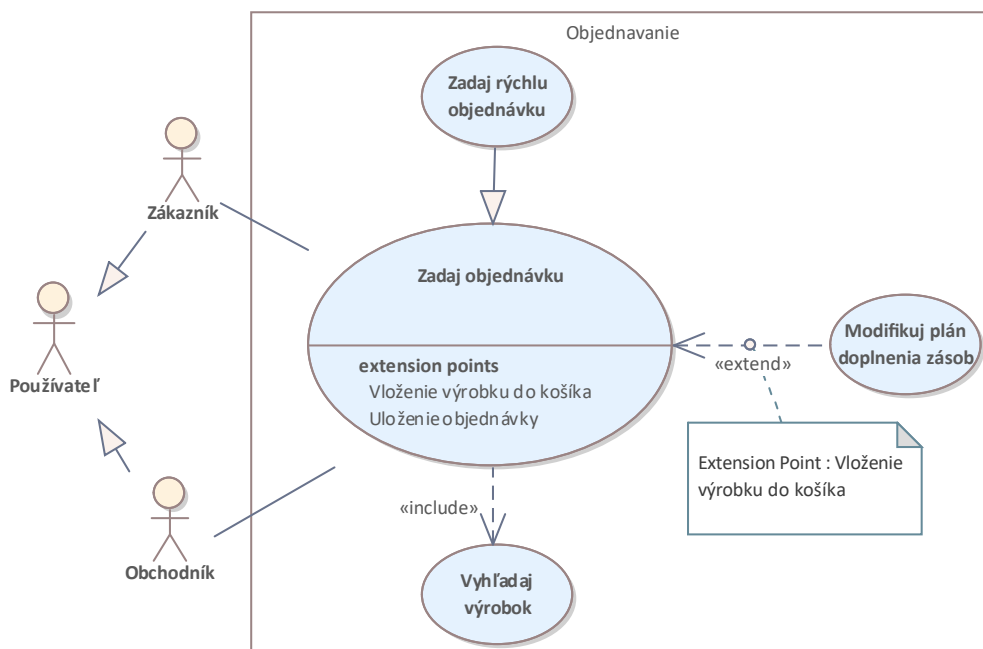 Objednavanie
Zadaj rýchlu
objednávku
Zákazník
Zadaj objednávku
Používateľ
Modifikuj plán
doplnenia zásob
«extend»
extension points
Vloženie výrobku do košíka
Uloženie objednávky
Extension Point : Vloženie
výrobku do košíka
«include»
Obchodník
Vyhľadaj
výrobok